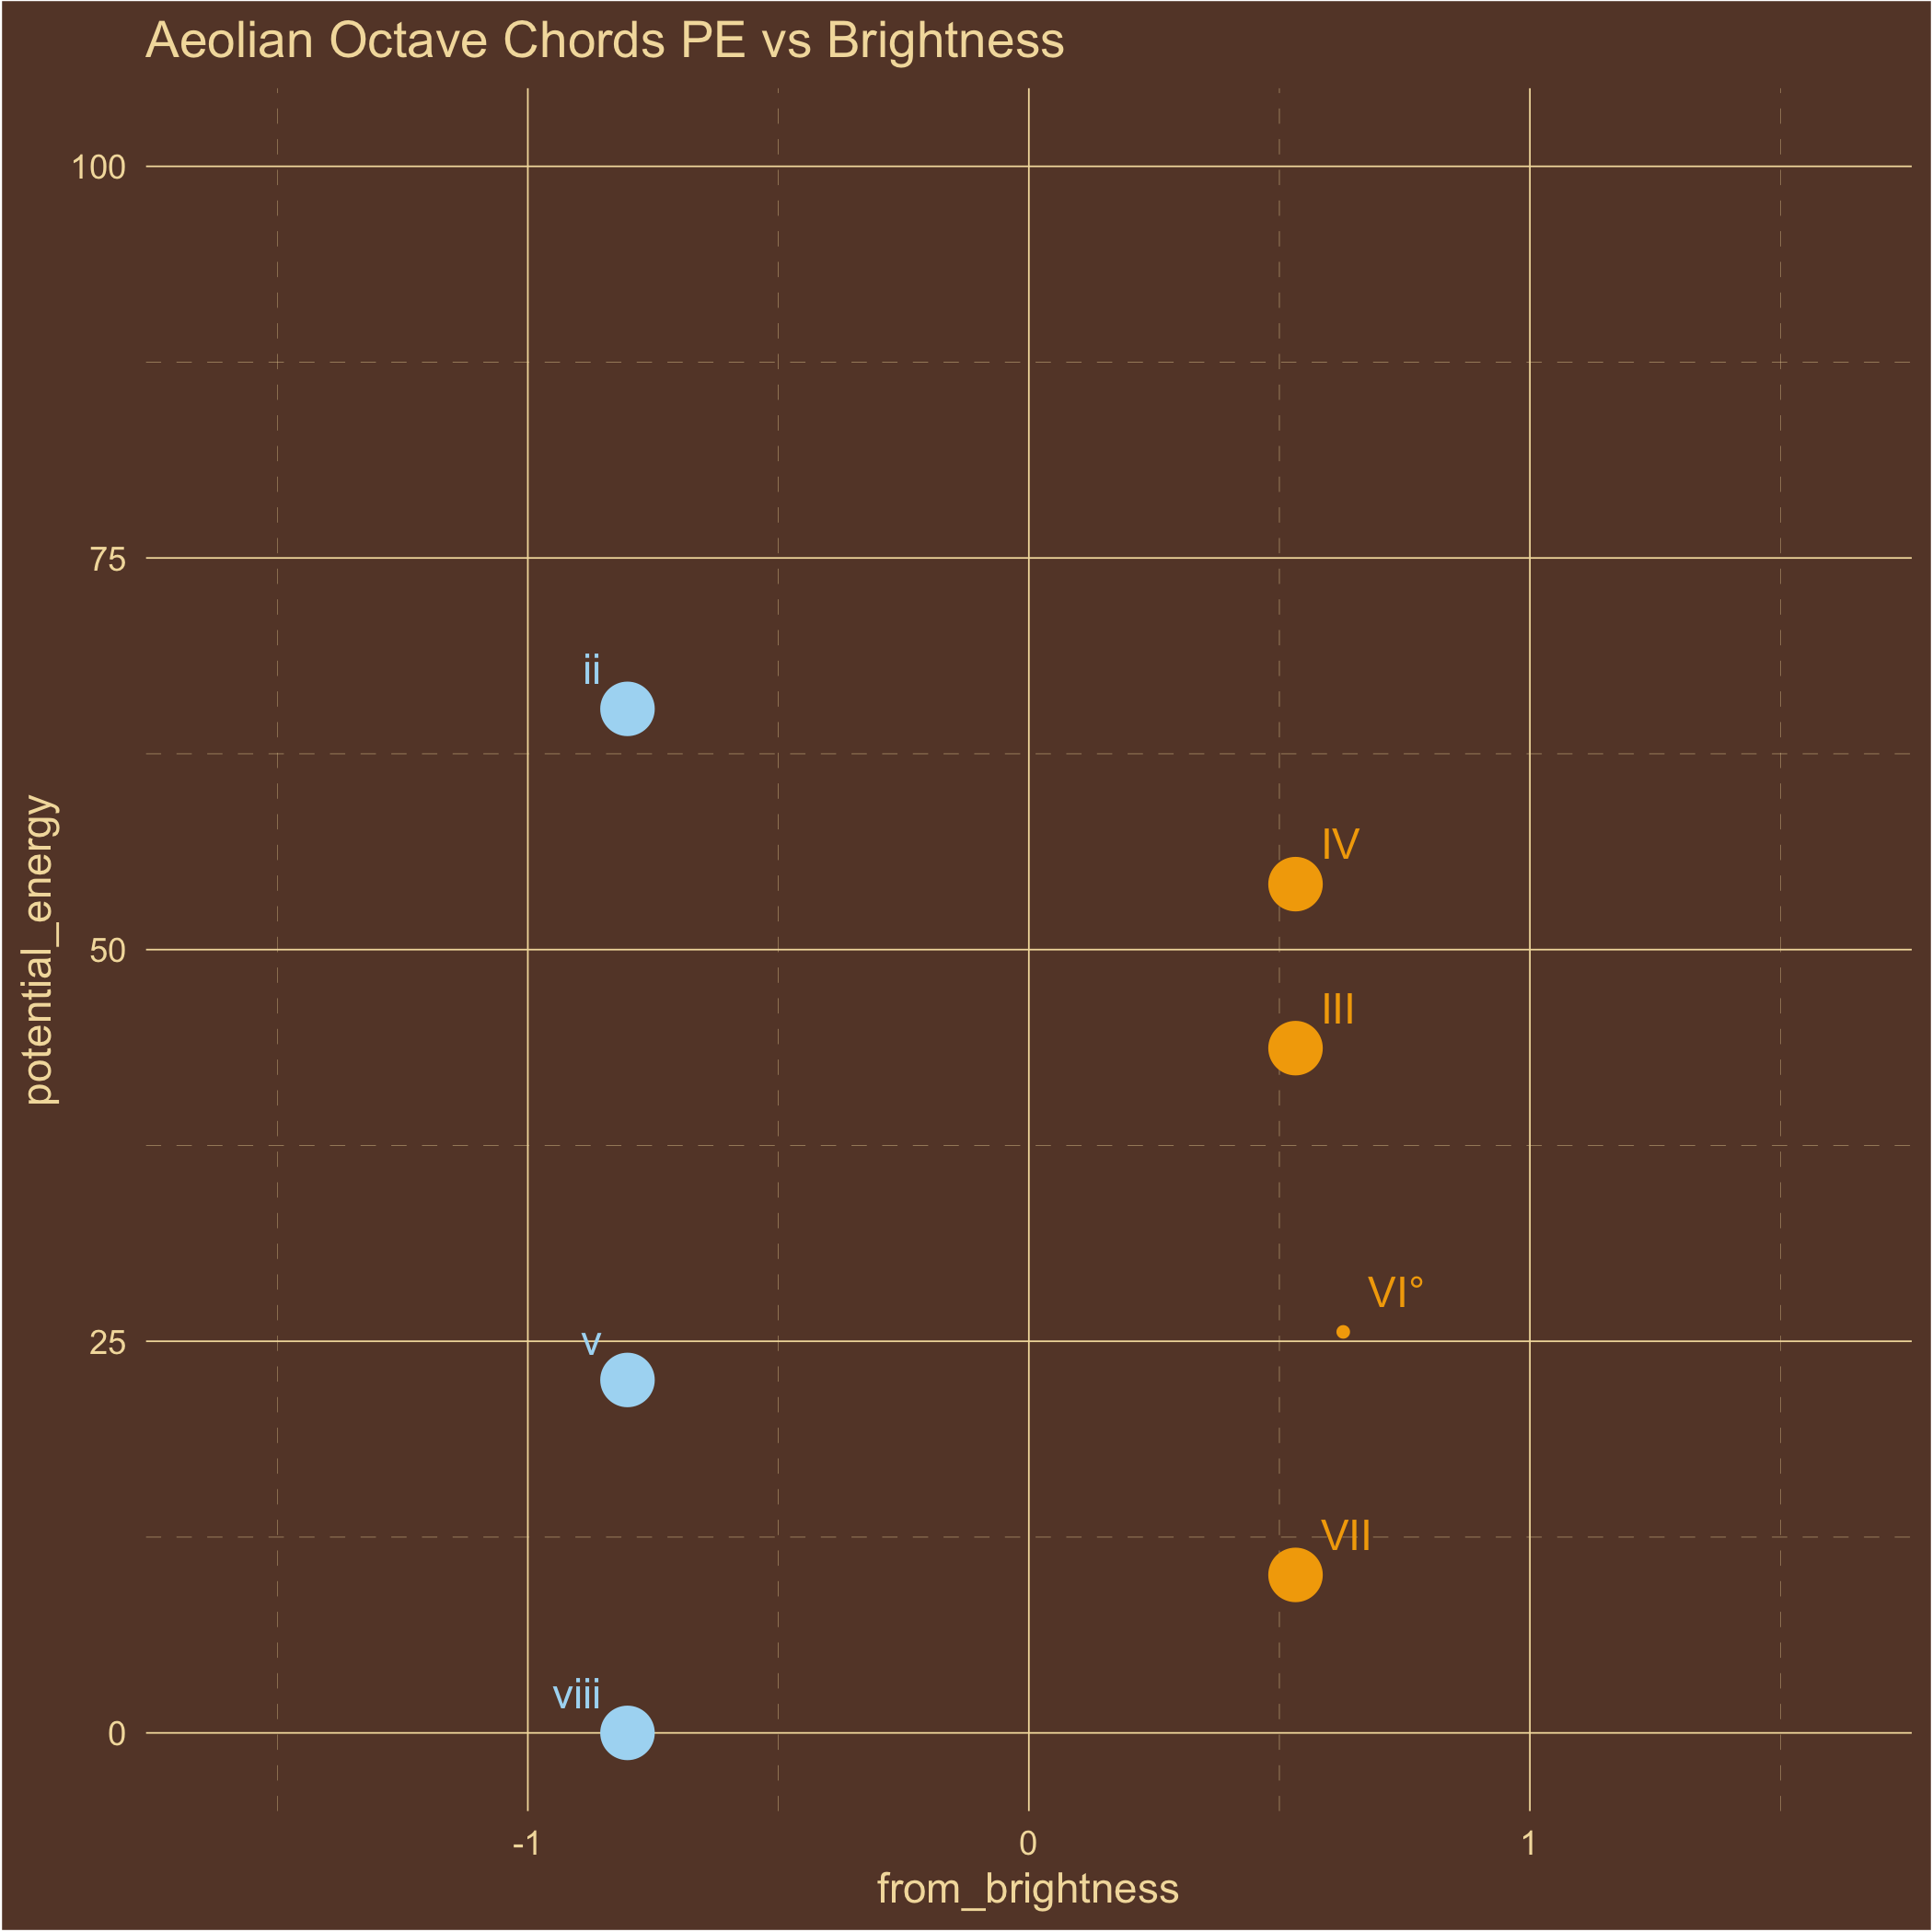 Aeolian Octave Chords PE vs Brightness
100
75
ii
IV
50
III
VI°
25
v
VII
viii
0
potential_energy
-1 0 1
from_brightness